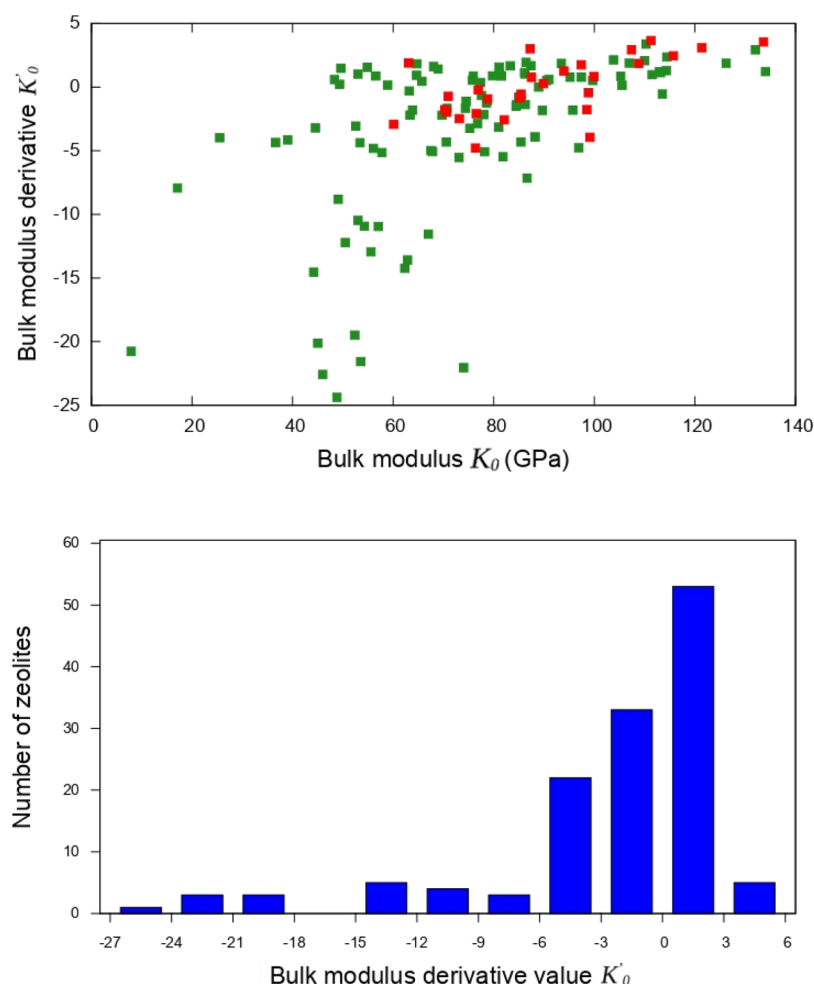 5
0
-5
-10
-15
-20
-25
Bulk modulus derivative K'₀
0 20 40 60 80 100 120 140
Bulk modulus K₀ (GPa)
60
50
40
30
20
10
0
Number of zeolites
-27 -24 -21 -18 -15 -12 -9 -6 -3 0 3 6
Bulk modulus derivative value K'₀